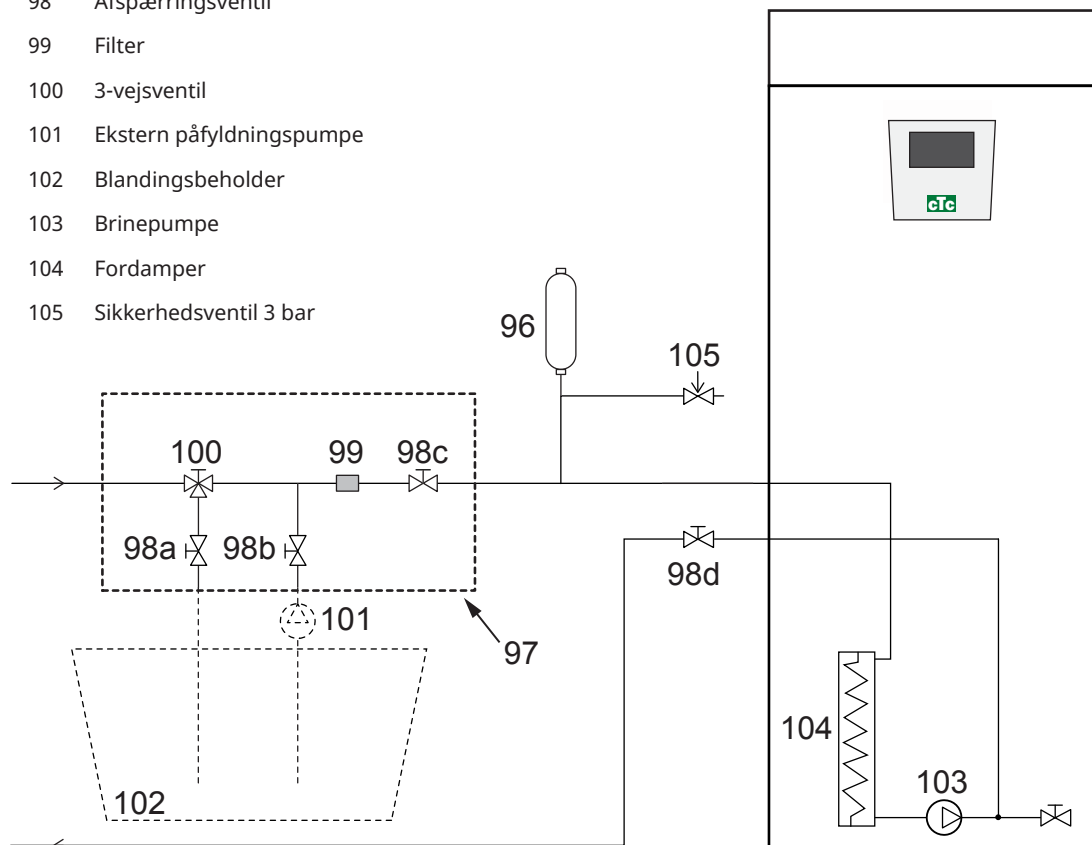 98 Afspærringsventil
99 Filter
100 3-vejsventil
101 Ekstern påfyldningspumpe
102 Blandingsbeholder
103 Brinepumpe
104 Fordamper
105 Sikkerhedsventil 3 bar
cTc
96
105
100
99
98c
98a
98b
98d
101
97
104
103
102